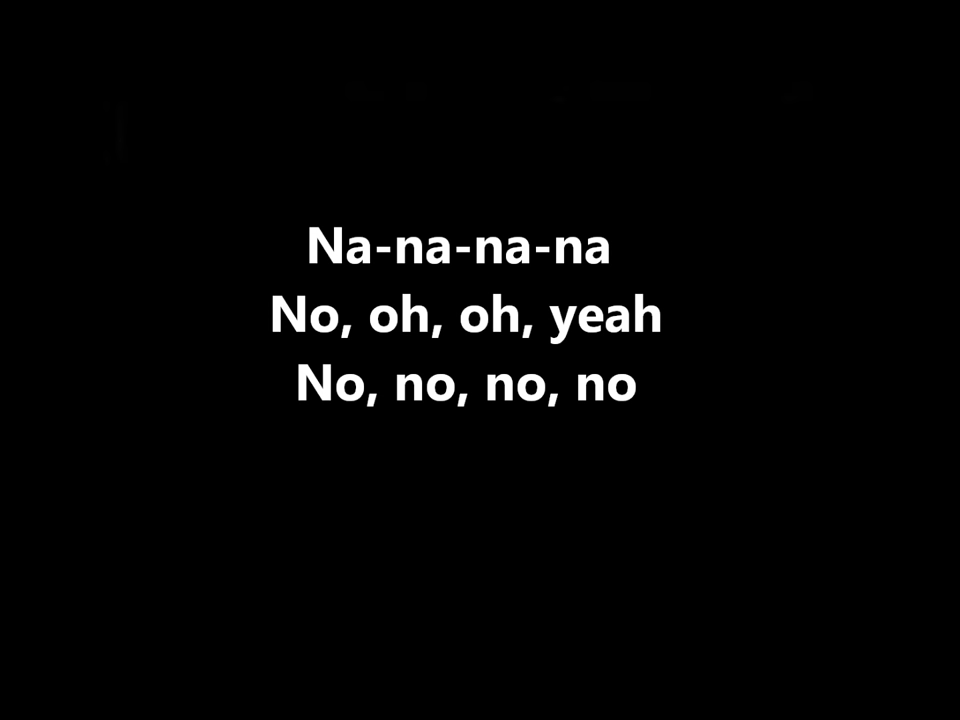 Na-na-na-na
No, oh, oh, yeah
No, no, no, no